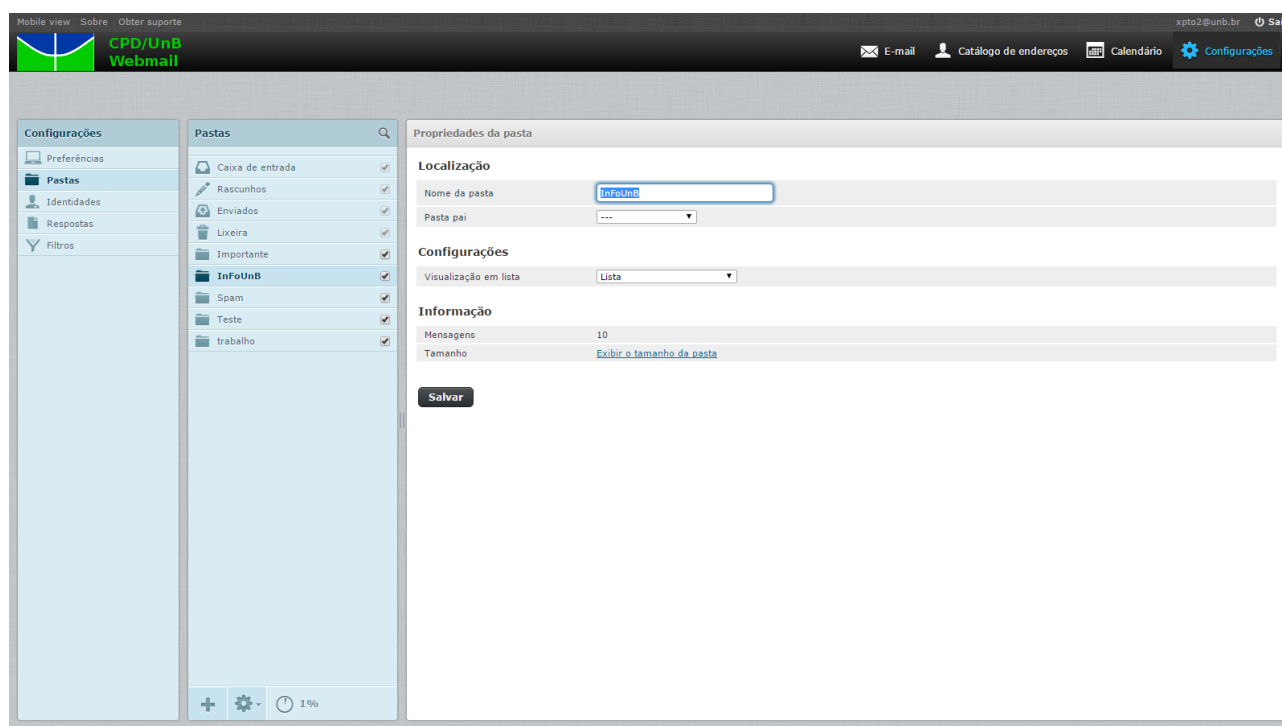 Mobile view Sobre Obter suporte xpto2@unb.br Sai
CPD/UnB
Webmail
E-mail Catálogo de endereços Calendário Configurações
Configurações
Preferências
Pastas
Identidades
Respostas
Filtros
Pastas
Caixa de entrada
Rascunhos
Enviados
Lixeira
Importante
InFoUnB
Spam
Teste
trabalho
1%
Propriedades da pasta
Localização
Nome da pasta InFoUnB
Pasta pai ---
Configurações
Visualização em lista Lista
Informação
Mensagens 10
Tamanho Exibir o tamanho da pasta
Salvar